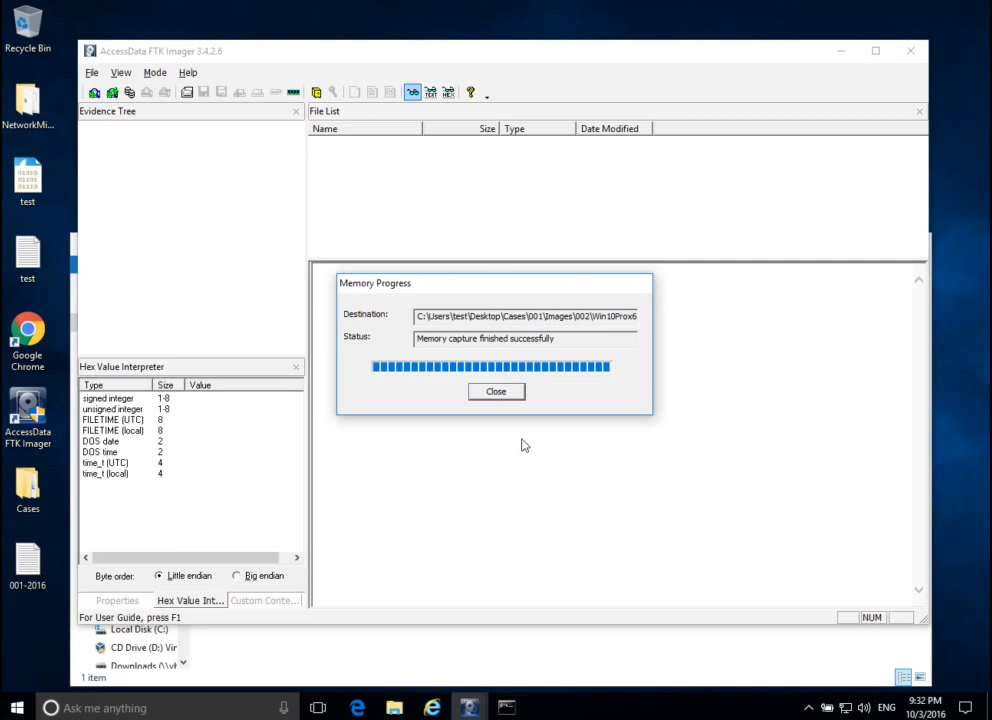 Recycle Bin
NetworkMi...
test
test
Google
Chrome
AccessData
FTK Imager
Cases
001-2016
AccessData FTK Imager 3.4.2.6
File View Mode Help
Evidence Tree
File List
Name Size Type Date Modified
Memory Progress
Destination: C:\Users\test\Desktop\Cases\001\Images\002\Win10Prox6
Status: Memory capture finished successfully
Close
Hex Value Interpreter
Type Size Value
signed integer 1-8
unsigned integer 1-8
FILETIME (UTC) 8
FILETIME (local) 8
DOS date 2
DOS time 2
time_t (UTC) 4
time_t (local) 4
Byte order: Little endian Big endian
Properties Hex Value Int... Custom Conte...
For User Guide, press F1
NUM
Local Disk (C:)
CD Drive (D:) Vir
Downloads (\\vb
1 item
Ask me anything
ENG
9:32 PM
10/3/2016